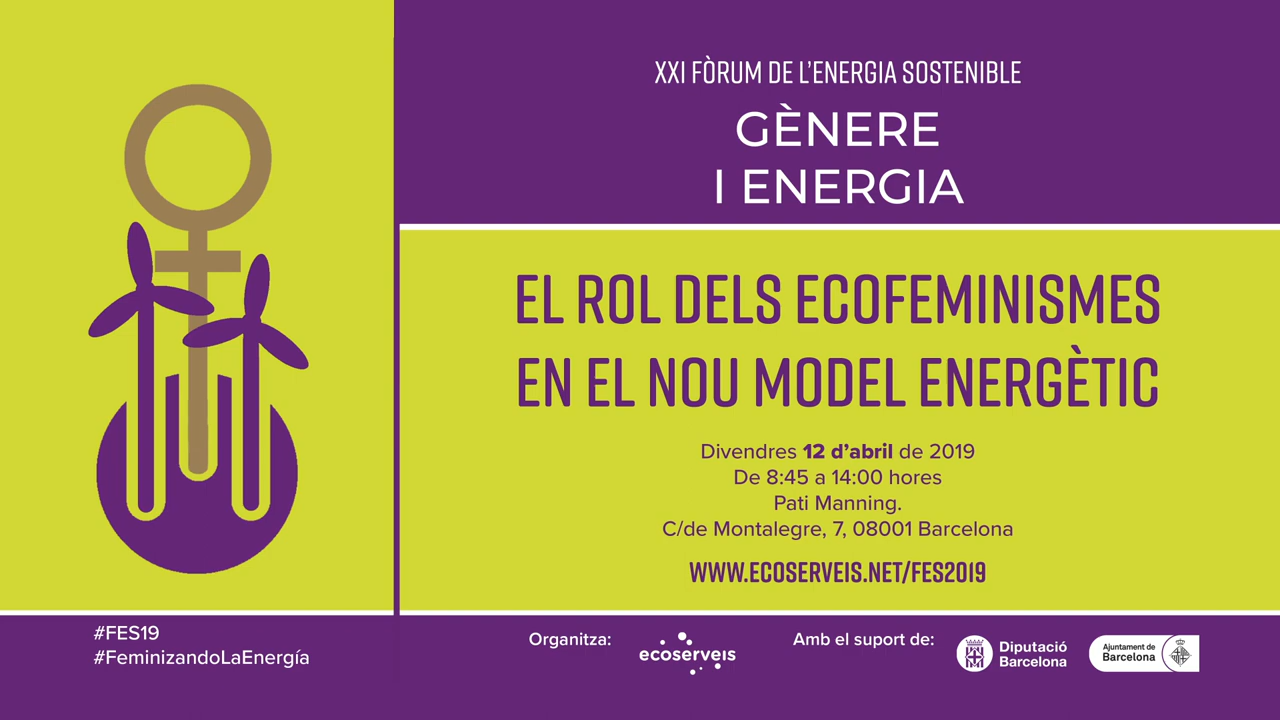 XXI FÒRUM DE L'ENERGIA SOSTENIBLE
GÈNERE
I ENERGIA
EL ROL DELS ECOFEMINISMES
EN EL NOU MODEL ENERGÈTIC
Divendres 12 d'abril de 2019
De 8:45 a 14:00 hores
Pati Manning.
C/de Montalegre, 7, 08001 Barcelona
WWW.ECOSERVEIS.NET/FES2019
#FES19
#FeminizandoLaEnergía
Organitza:
ecoserveis
Amb el suport de:
Diputació
Barcelona
Ajuntament de
Barcelona